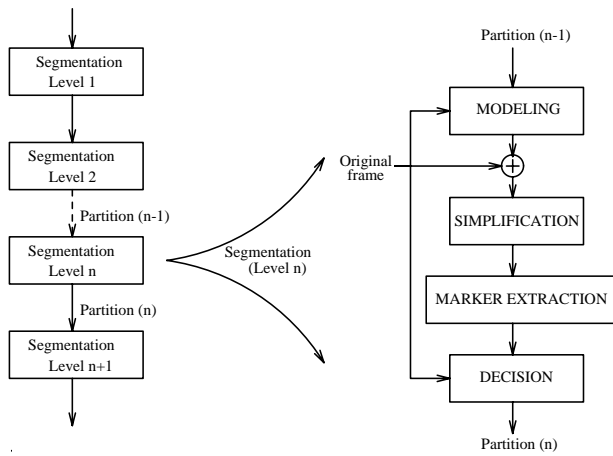 Segmentation
Level 1
Segmentation
Level 2
Partition (n-1)
Segmentation
Level n
Partition (n)
Segmentation
Level n+1
Segmentation
(Level n)
Partition (n-1)
MODELING
Original
frame
+
SIMPLIFICATION
MARKER EXTRACTION
DECISION
Partition (n)